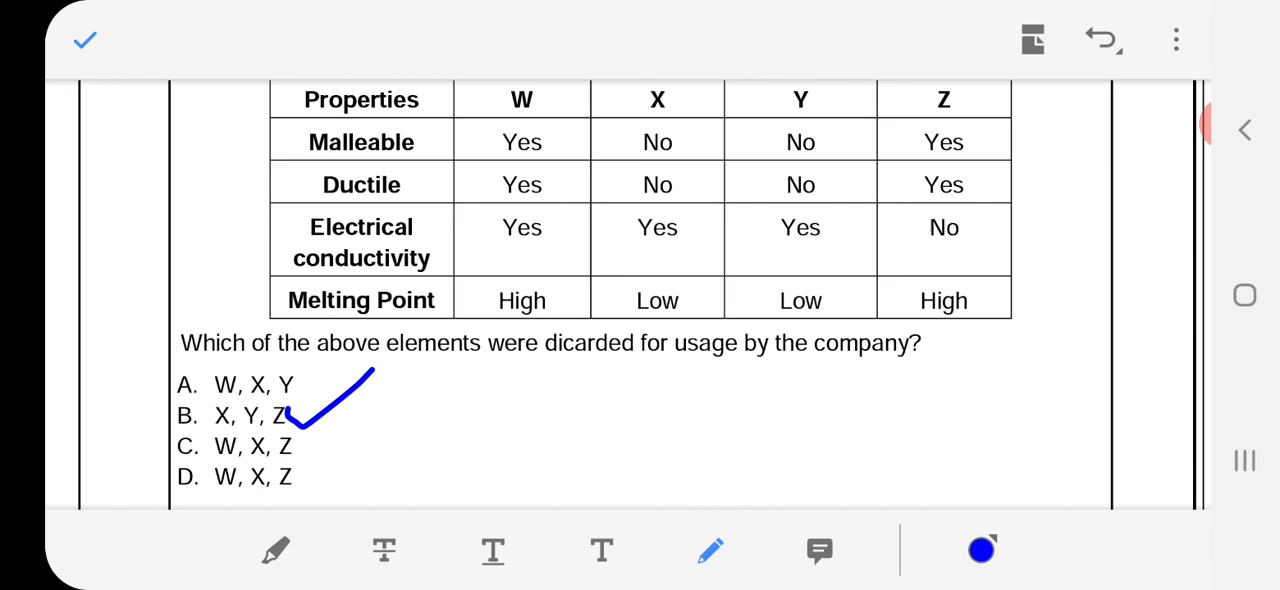 Properties W X Y Z
Malleable Yes No No Yes
Ductile Yes No No Yes
Electrical
conductivity Yes Yes Yes No
Melting Point High Low Low High
Which of the above elements were dicarded for usage by the company?
A. W, X, Y
B. X, Y, Z
C. W, X, Z
D. W, X, Z
T T T